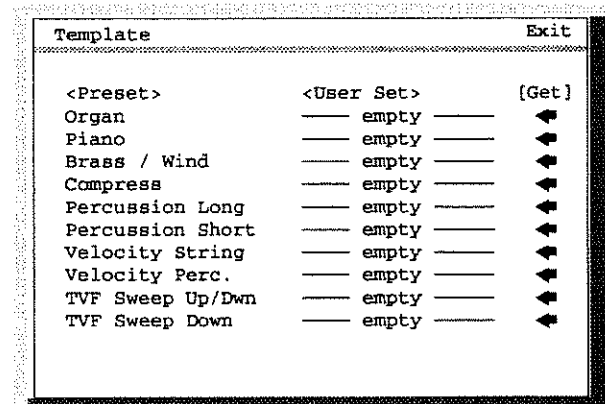 Template Exit
<Preset> <User Set> [Get]
Organ empty
Piano empty
Brass / Wind empty
Compress empty
Percussion Long empty
Percussion Short empty
Velocity String empty
Velocity Perc. empty
TVF Sweep Up/Dwn empty
TVF Sweep Down empty